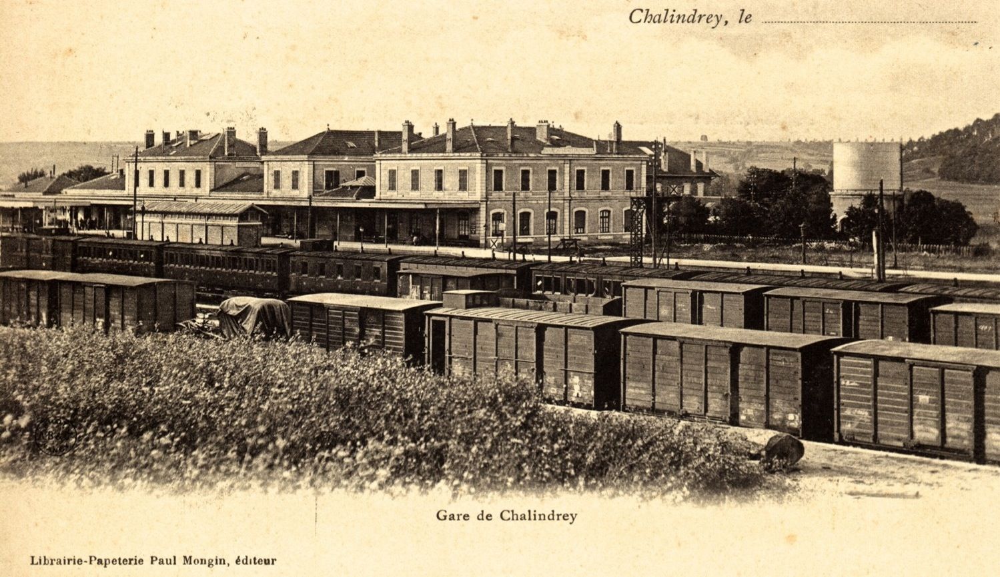 Chalindrey, le
Gare de Chalindrey
Librairie-Papeterie Paul Mongin, éditeur